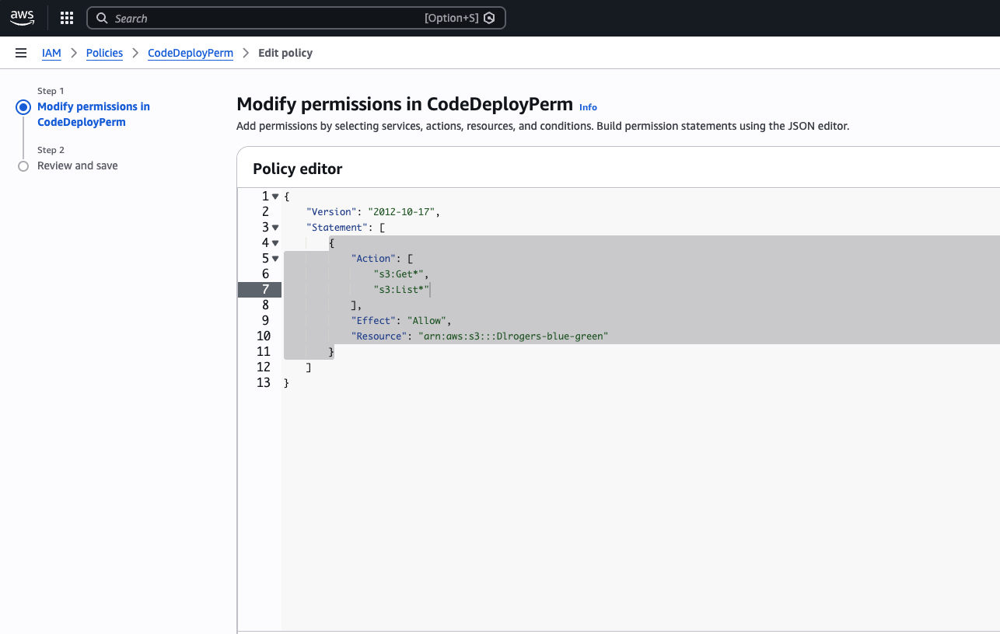 aws
Search [Option+S]
IAM > Policies > CodeDeployPerm > Edit policy
Step 1
Modify permissions in
CodeDeployPerm
Step 2
Review and save
Modify permissions in CodeDeployPerm Info
Add permissions by selecting services, actions, resources, and conditions. Build permission statements using the JSON editor.
Policy editor
1 {
2 "Version": "2012-10-17",
3 "Statement": [
4 {
5 "Action": [
6 "s3:Get*",
7 "s3:List*"
8 ],
9 "Effect": "Allow",
10 "Resource": "arn:aws:s3:::Dlrogers-blue-green"
11 }
12 ]
13 }